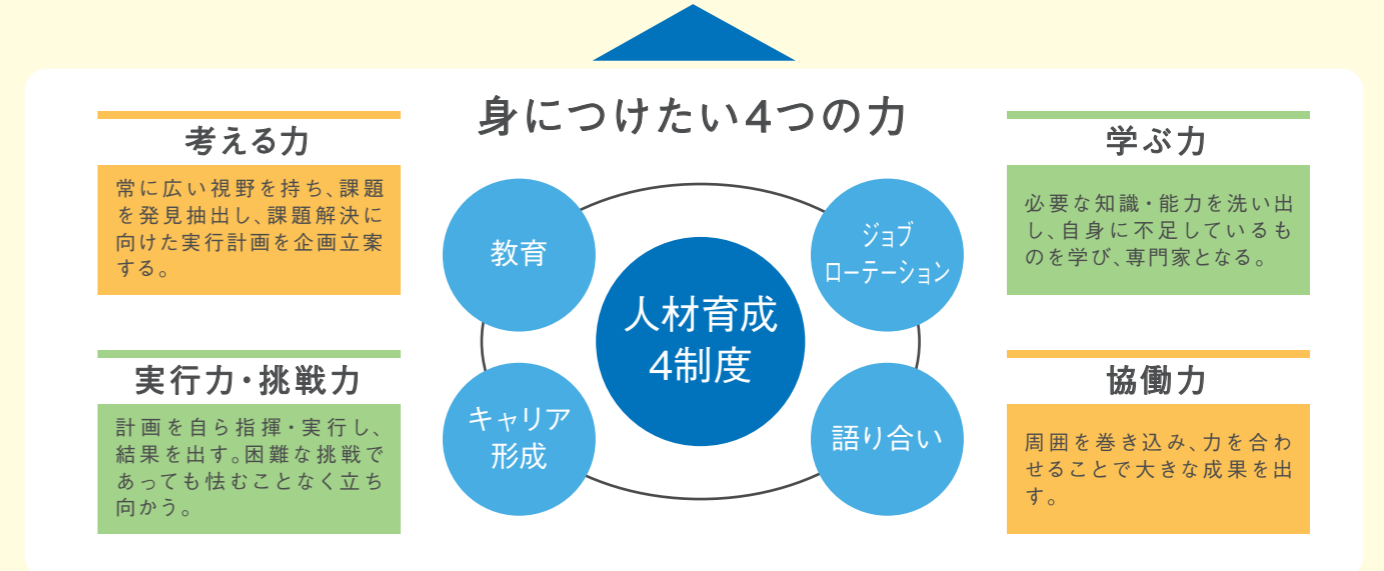 身につけたい4つの力
考える力
常に広い視野を持ち、課題
を発見抽出し、課題解決に
向けた実行計画を企画立案
する。
実行力・挑戦力
計画を自ら指揮・実行し、
結果を出す。困難な挑戦で
あっても怯むことなく立ち
向かう。
教育
ジョブ
ローテーション
人材育成
4制度
キャリア
形成
語り合い
学ぶ力
必要な知識・能力を洗い出
し、自身に不足しているも
のを学び、専門家となる。
協働力
周囲を巻き込み、力を合わ
せることで大きな成果を出
す。